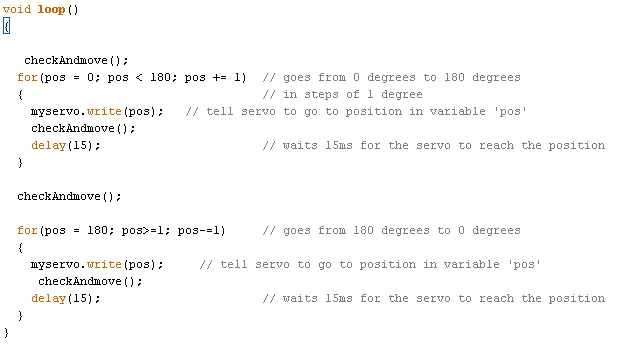 void loop()
{
checkAndmove();
for(pos = 0; pos < 180; pos += 1)  // goes from 0 degrees to 180 degrees
{                                  // in steps of 1 degree
myservo.write(pos);   // tell servo to go to position in variable 'pos'
checkAndmove();
delay(15);                       // waits 15ms for the servo to reach the position
}
checkAndmove();
for(pos = 180; pos>=1; pos-=1)     // goes from 180 degrees to 0 degrees
{
myservo.write(pos);     // tell servo to go to position in variable 'pos'
checkAndmove();
delay(15);                       // waits 15ms for the servo to reach the position
}
}